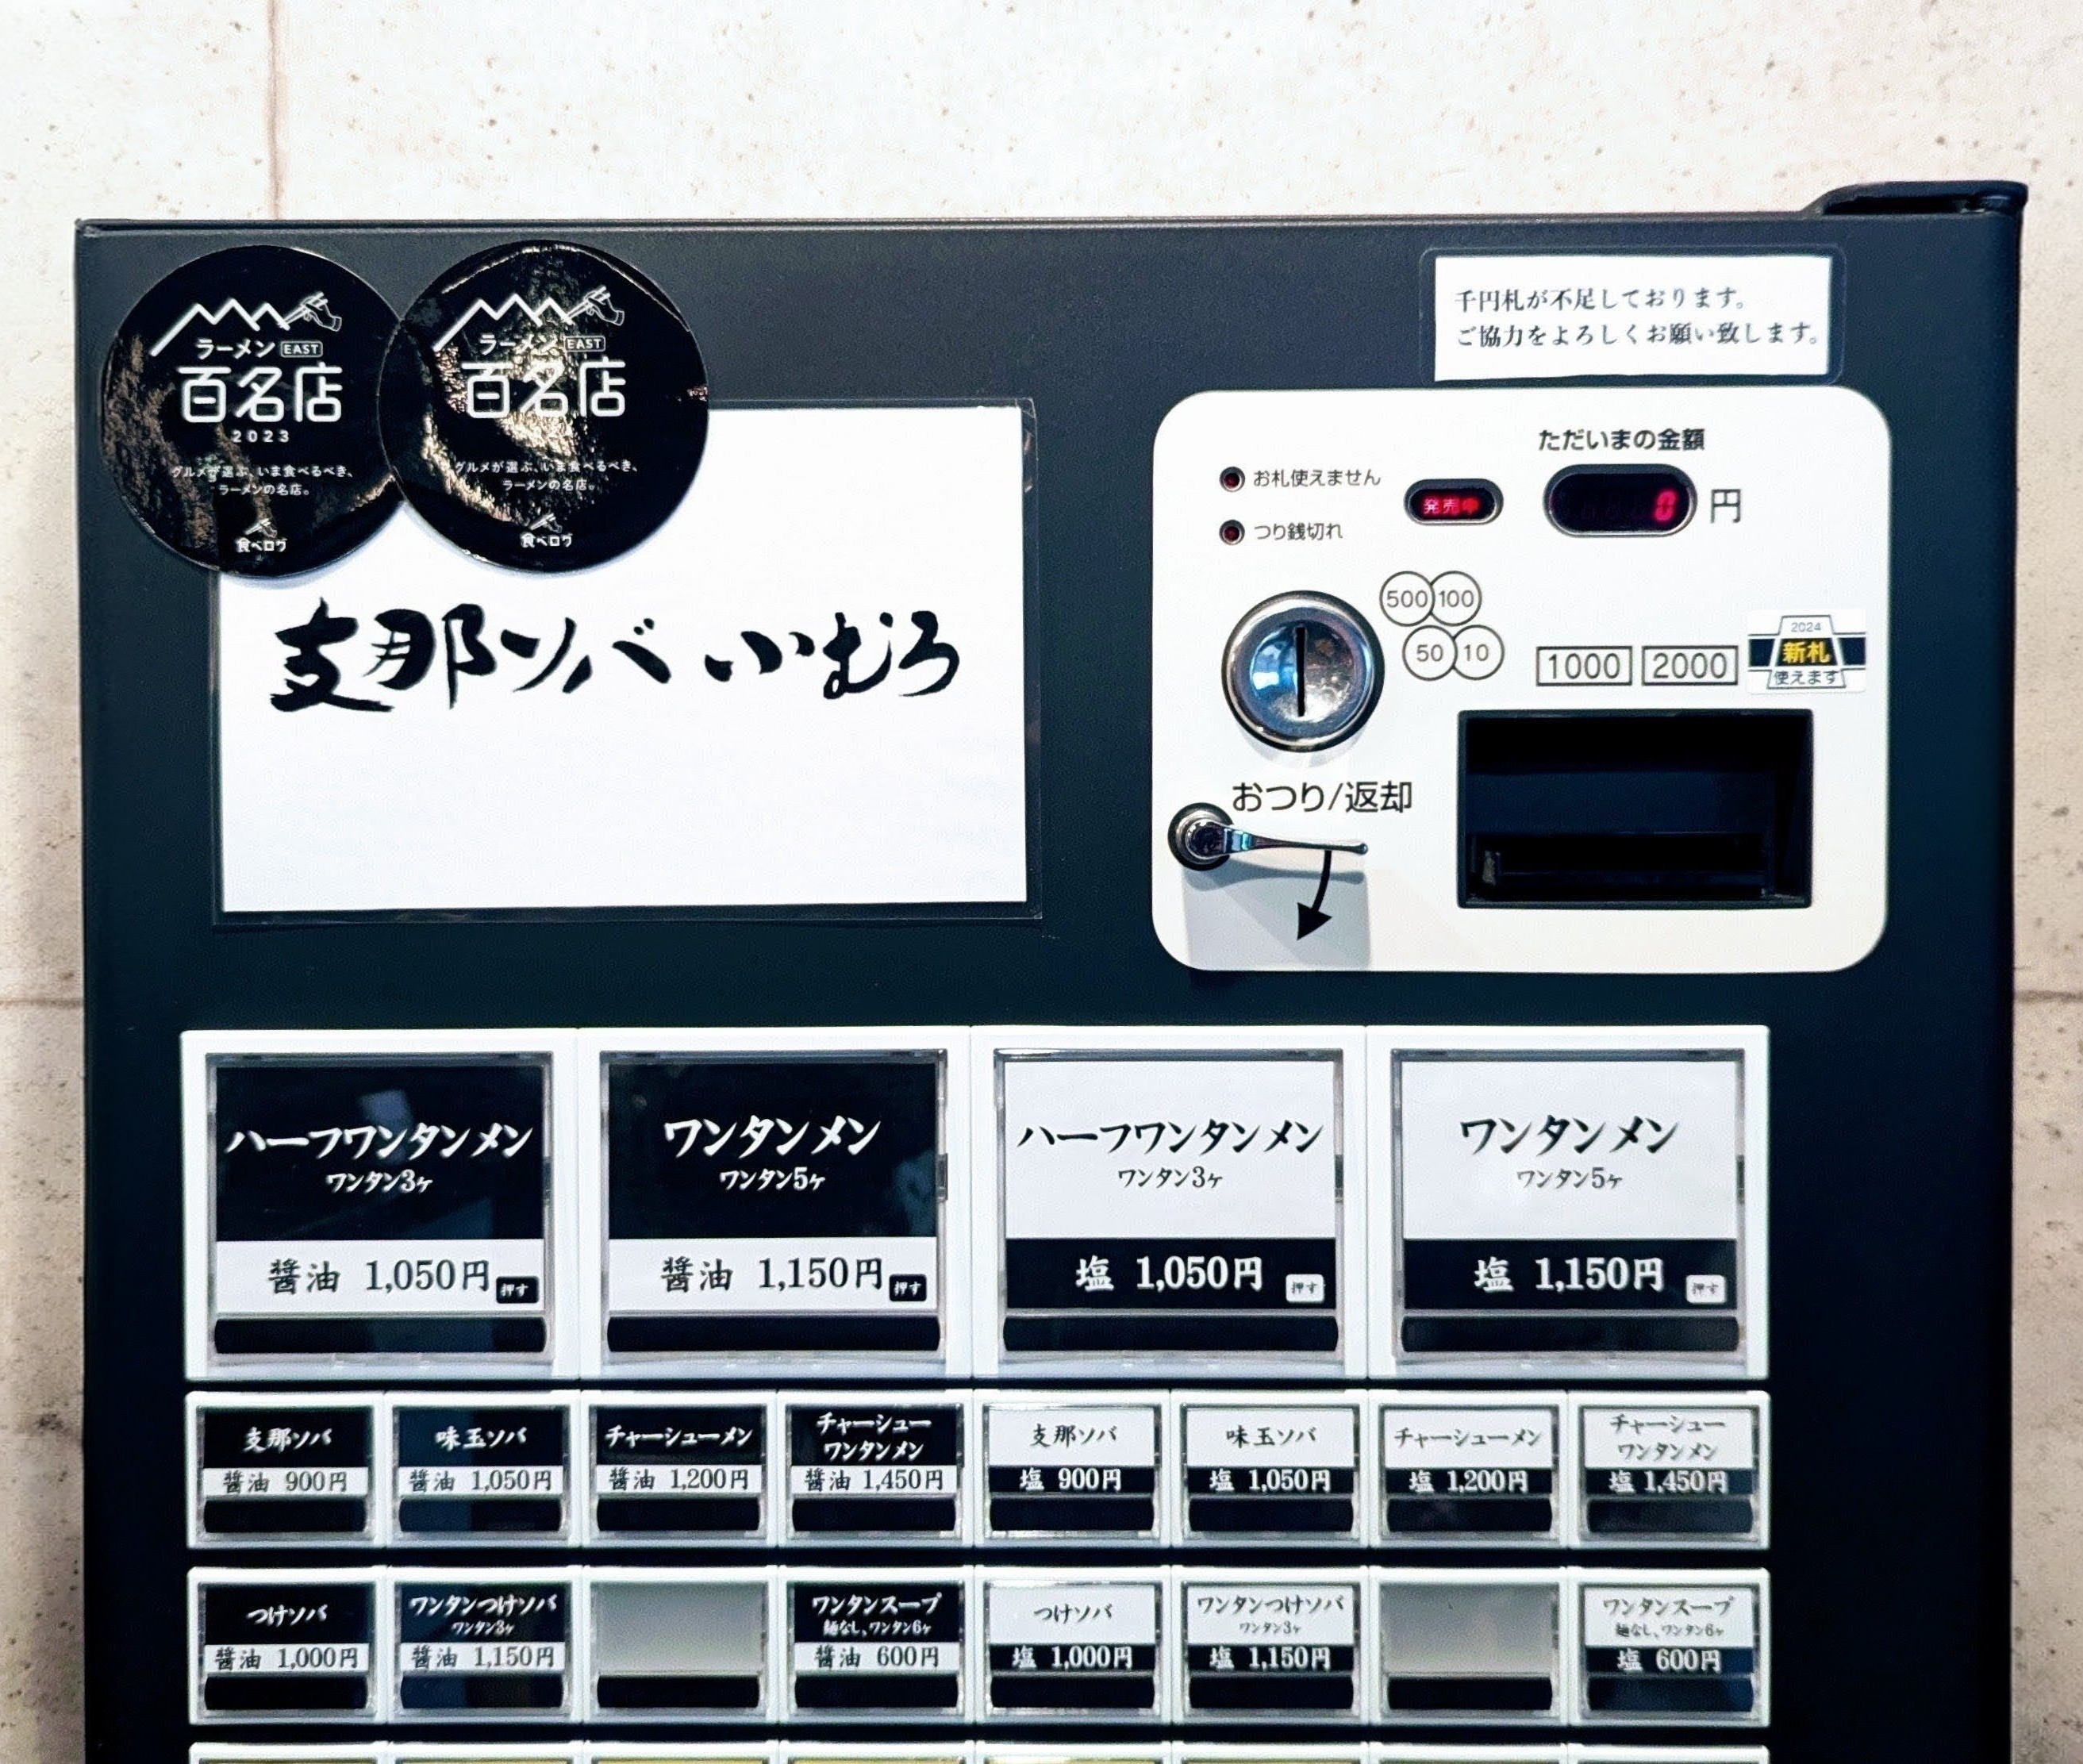 ラーメン EAST
百名店
2023
グルメが選ぶ、いま食べるべき、
ラーメンの名店。
食べログ
ラーメン EAST
百名店
グルメが選ぶ、いま食べるべき、
ラーメンの名店。
食べログ
支那ソバ いむろ
千円札が不足しております。
ご協力をよろしくお願い致します。
ただいまの金額
お札使えません
発売中
0 円
つり銭切れ
500 100
50 10
1000 2000
2024
新札
使えます
おつり/返却
ハーフワンタンメン
ワンタン3ヶ
醤油 1,050円 押す
ワンタンメン
ワンタン5ヶ
醤油 1,150円 押す
ハーフワンタンメン
ワンタン3ヶ
塩 1,050円 押す
ワンタンメン
ワンタン5ヶ
塩 1,150円 押す
支那ソバ
醤油 900円
味玉ソバ
醤油 1,050円
チャーシューメン
醤油 1,200円
チャーシュー
ワンタンメン
醤油 1,450円
支那ソバ
塩 900円
味玉ソバ
塩 1,050円
チャーシューメン
塩 1,200円
チャーシュー
ワンタンメン
塩 1,450円
つけソバ
醤油 1,000円
ワンタンつけソバ
ワンタン3ヶ
醤油 1,150円
ワンタンスープ
麺なし、ワンタン6ヶ
醤油 600円
つけソバ
塩 1,000円
ワンタンつけソバ
ワンタン3ヶ
塩 1,150円
ワンタンスープ
麺なし、ワンタン6ヶ
塩 600円